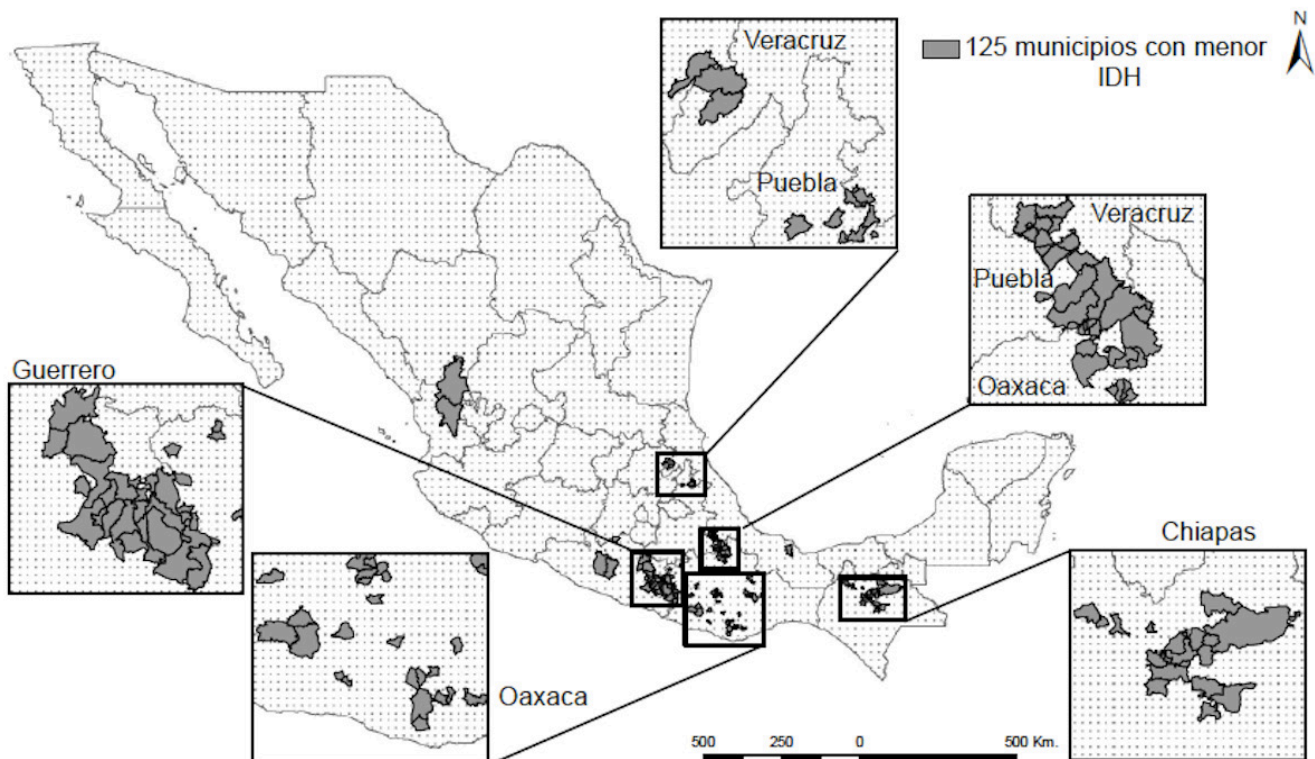 N
Veracruz
125 municipios con menor
IDH
Puebla
Veracruz
Puebla
Oaxaca
Guerrero
Chiapas
Oaxaca
500 250 0 500 Km.